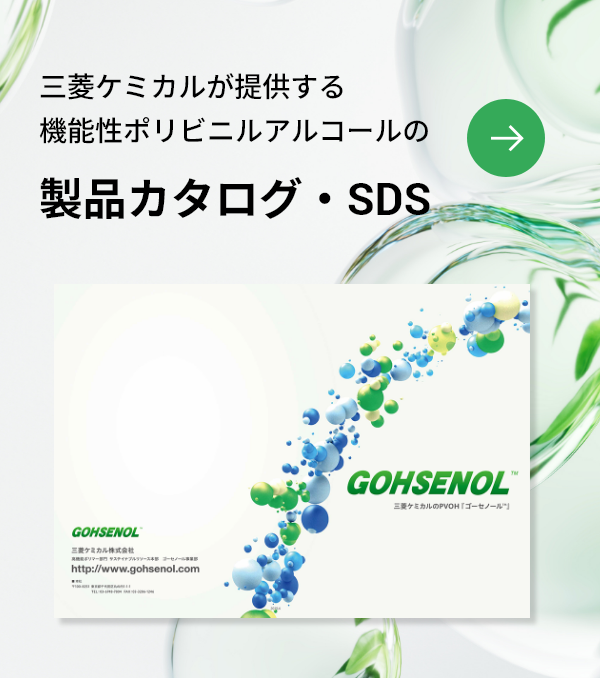 三菱ケミカルが提供する
機能性ポリビニルアルコールの
製品カタログ・SDS
GOHSENOL™
三菱ケミカルのPVOH「ゴーセノール™」
GOHSENOL™
三菱ケミカル株式会社
http://www.gohsenol.com